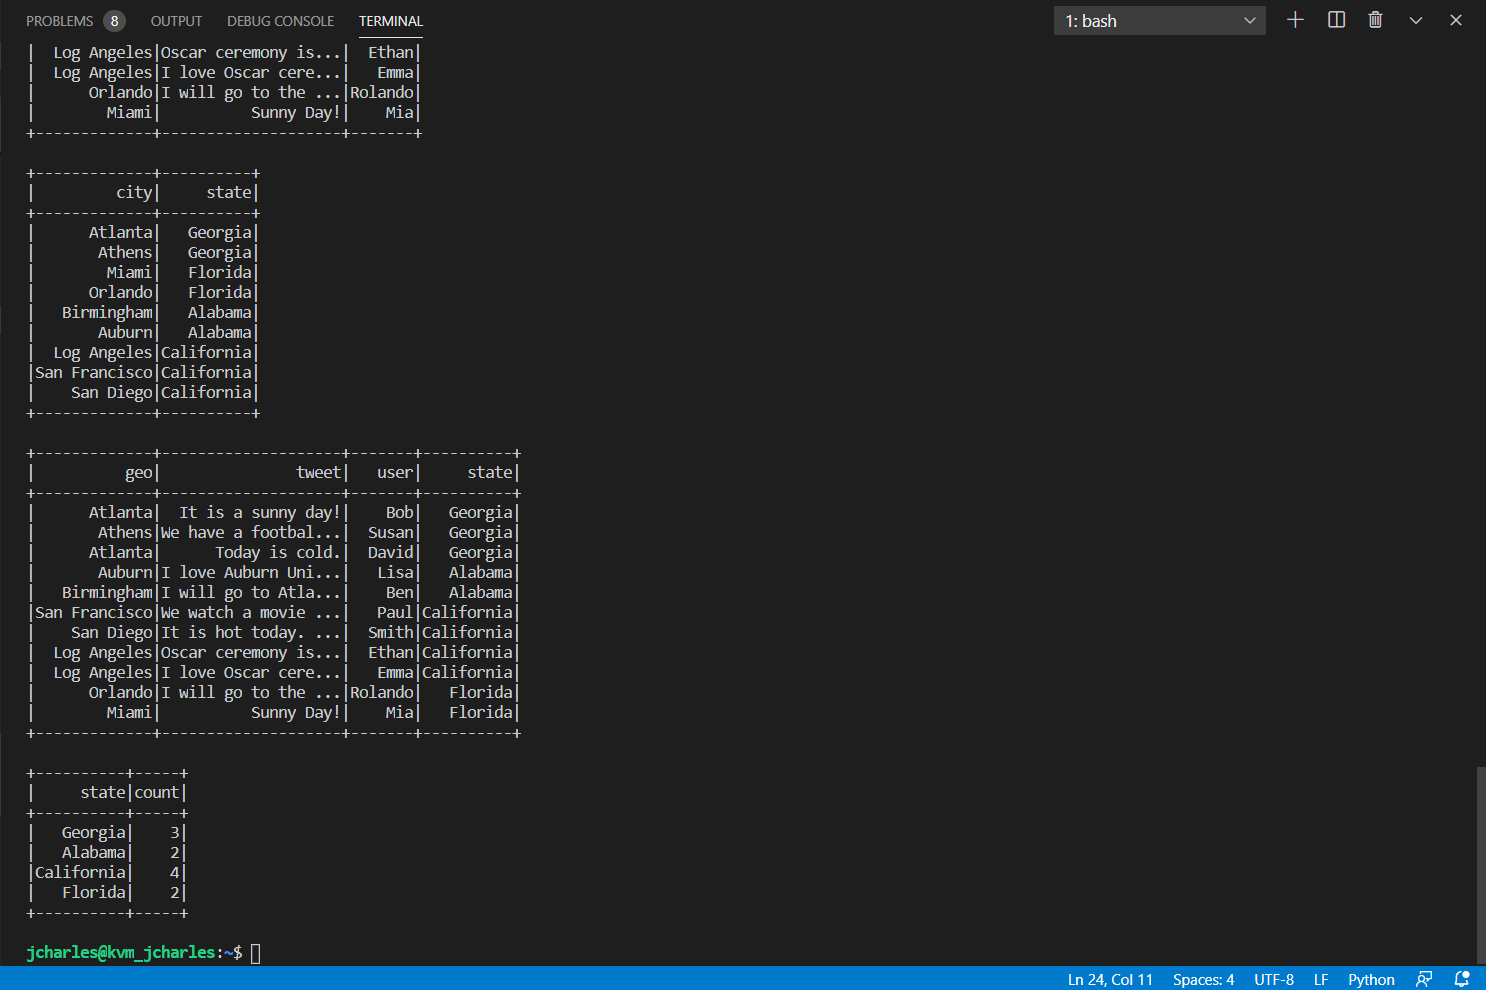 PROBLEMS 8 OUTPUT DEBUG CONSOLE TERMINAL 1: bash
|  Log Angeles|Oscar ceremony is...|  Ethan|
|  Log Angeles|I love Oscar cere...|   Emma|
|      Orlando|I will go to the ...|Rolando|
|        Miami|          Sunny Day!|    Mia|
+-------------+--------------------+-------+
+-------------+----------+
|         city|     state|
+-------------+----------+
|      Atlanta|   Georgia|
|       Athens|   Georgia|
|        Miami|   Florida|
|      Orlando|   Florida|
|   Birmingham|   Alabama|
|       Auburn|   Alabama|
|  Log Angeles|California|
|San Francisco|California|
|    San Diego|California|
+-------------+----------+
+-------------+--------------------+-------+----------+
|          geo|               tweet|   user|     state|
+-------------+--------------------+-------+----------+
|      Atlanta|  It is a sunny day!|    Bob|   Georgia|
|       Athens|We have a footbal...|  Susan|   Georgia|
|      Atlanta|      Today is cold.|  David|   Georgia|
|       Auburn|I love Auburn Uni...|   Lisa|   Alabama|
|   Birmingham|I will go to Atla...|    Ben|   Alabama|
|San Francisco|We watch a movie ...|   Paul|California|
|    San Diego|It is hot today. ...|  Smith|California|
|  Log Angeles|Oscar ceremony is...|  Ethan|California|
|  Log Angeles|I love Oscar cere...|   Emma|California|
|      Orlando|I will go to the ...|Rolando|   Florida|
|        Miami|          Sunny Day!|    Mia|   Florida|
+-------------+--------------------+-------+----------+
+----------+-----+
|     state|count|
+----------+-----+
|   Georgia|    3|
|   Alabama|    2|
|California|    4|
|   Florida|    2|
+----------+-----+
jcharles@kvm_jcharles:~$
Ln 24, Col 11 Spaces: 4 UTF-8 LF Python